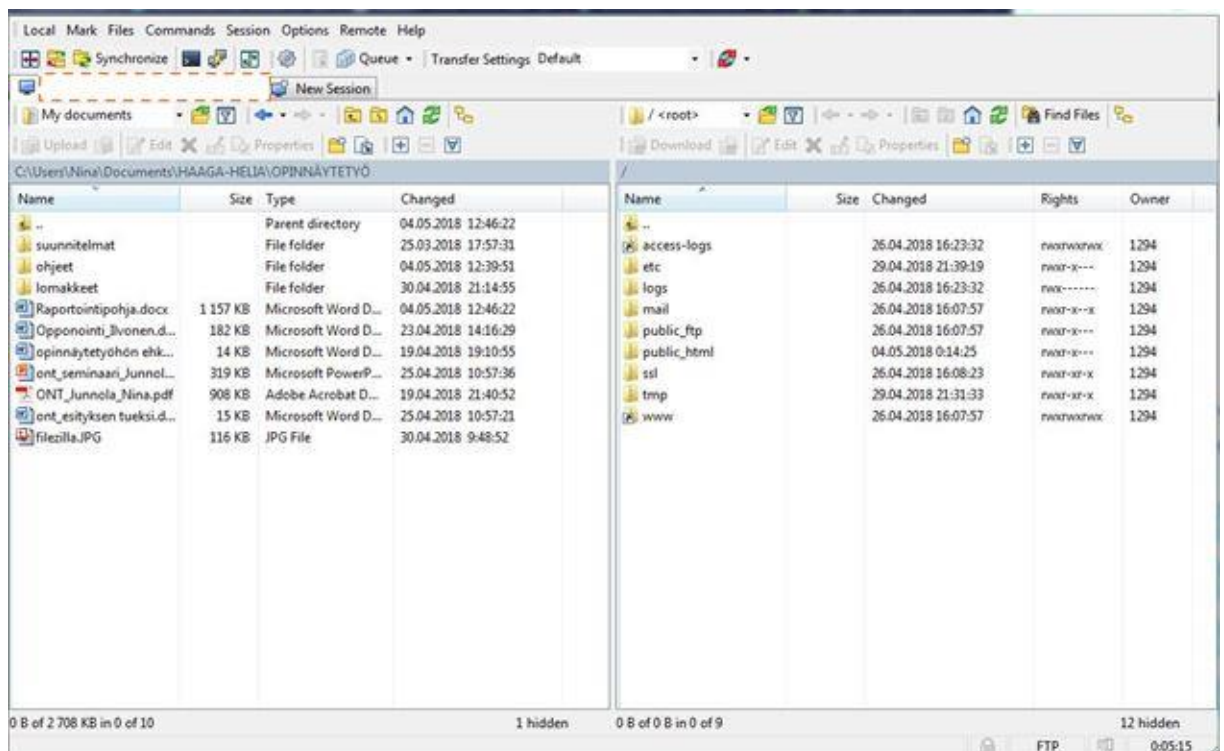 Local Mark Files Commands Session Options Remote Help
Synchronize Queue Transfer Settings Default
New Session
My documents
/ <root> Find Files
Upload Edit Properties
Download Edit Properties
C:\Users\Nina\Documents\HAAGA-HELIA\OPINNÄYTETYÖ
/
Name Size Type Changed
.. Parent directory 04.05.2018 12:46:22
suunnitelmat File folder 25.03.2018 17:57:31
ohjeet File folder 04.05.2018 12:39:51
lomakkeet File folder 30.04.2018 21:14:55
Raportointipohja.docx 1 157 KB Microsoft Word D... 04.05.2018 12:46:22
Opponointi_Ilvonen.d... 182 KB Microsoft Word D... 23.04.2018 14:16:29
opinnäytetyöhön ehk... 14 KB Microsoft Word D... 19.04.2018 19:10:55
ont_seminaari_Junnol... 319 KB Microsoft PowerP... 25.04.2018 10:57:36
ONT_Junnola_Nina.pdf 908 KB Adobe Acrobat D... 19.04.2018 21:40:52
ont_esityksen tueksi.d... 15 KB Microsoft Word D... 25.04.2018 10:57:21
filezilla.JPG 116 KB JPG File 30.04.2018 9:48:52
Name Size Changed Rights Owner
..
access-logs 26.04.2018 16:23:32 rwxrwxrwx 1294
etc 29.04.2018 21:39:19 rwxr-x--- 1294
logs 26.04.2018 16:23:32 rwx------ 1294
mail 26.04.2018 16:07:57 rwxr-x--x 1294
public_ftp 26.04.2018 16:07:57 rwxr-x--- 1294
public_html 04.05.2018 0:14:25 rwxr-x--- 1294
ssl 26.04.2018 16:08:23 rwxr-xr-x 1294
tmp 29.04.2018 21:31:33 rwxr-xr-x 1294
www 26.04.2018 16:07:57 rwxrwxrwx 1294
0 B of 2 708 KB in 0 of 10 1 hidden
0 B of 0 B in 0 of 9 12 hidden
FTP 0:05:15